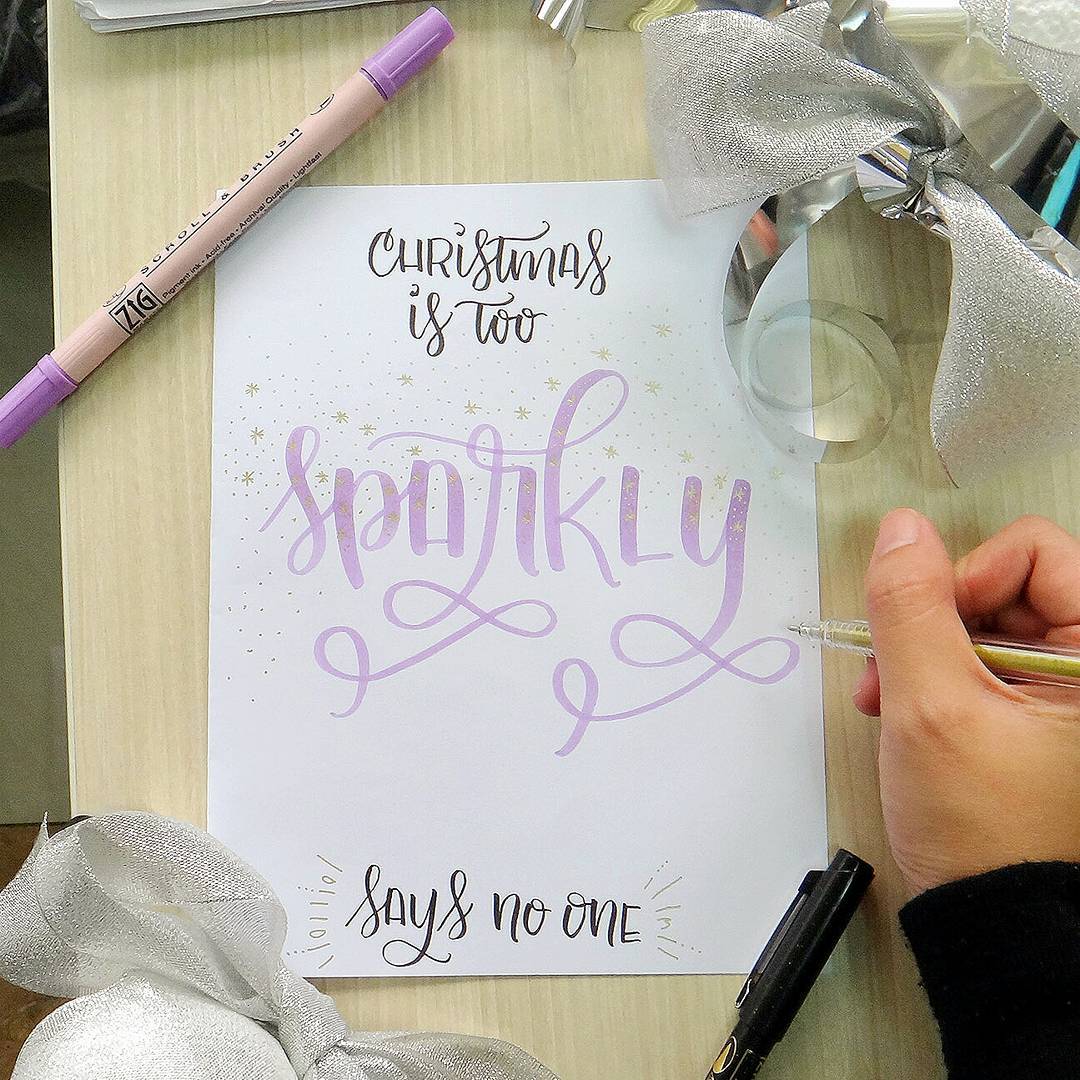 CHRiSTMAS
is Too
SpARkLy
SAyS no one
ZIG
SCROLL & BRUSH
Pigment ink - Acid-free - Archival Quality - Lightfast